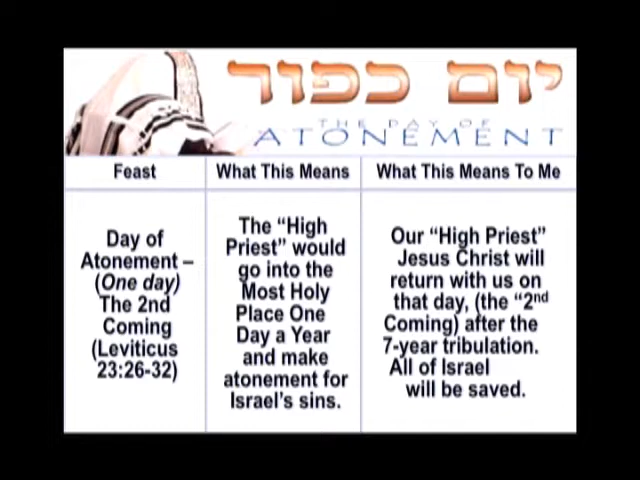 יום כפור
THE DAY OF
ATONEMENT
Feast
What This Means
What This Means To Me
Day of
Atonement –
(One day)
The 2nd
Coming
(Leviticus
23:26-32)
The “High
Priest” would
go into the
Most Holy
Place One
Day a Year
and make
atonement for
Israel’s sins.
Our “High Priest”
Jesus Christ will
return with us on
that day, (the “2nd
Coming) after the
7-year tribulation.
All of Israel
will be saved.